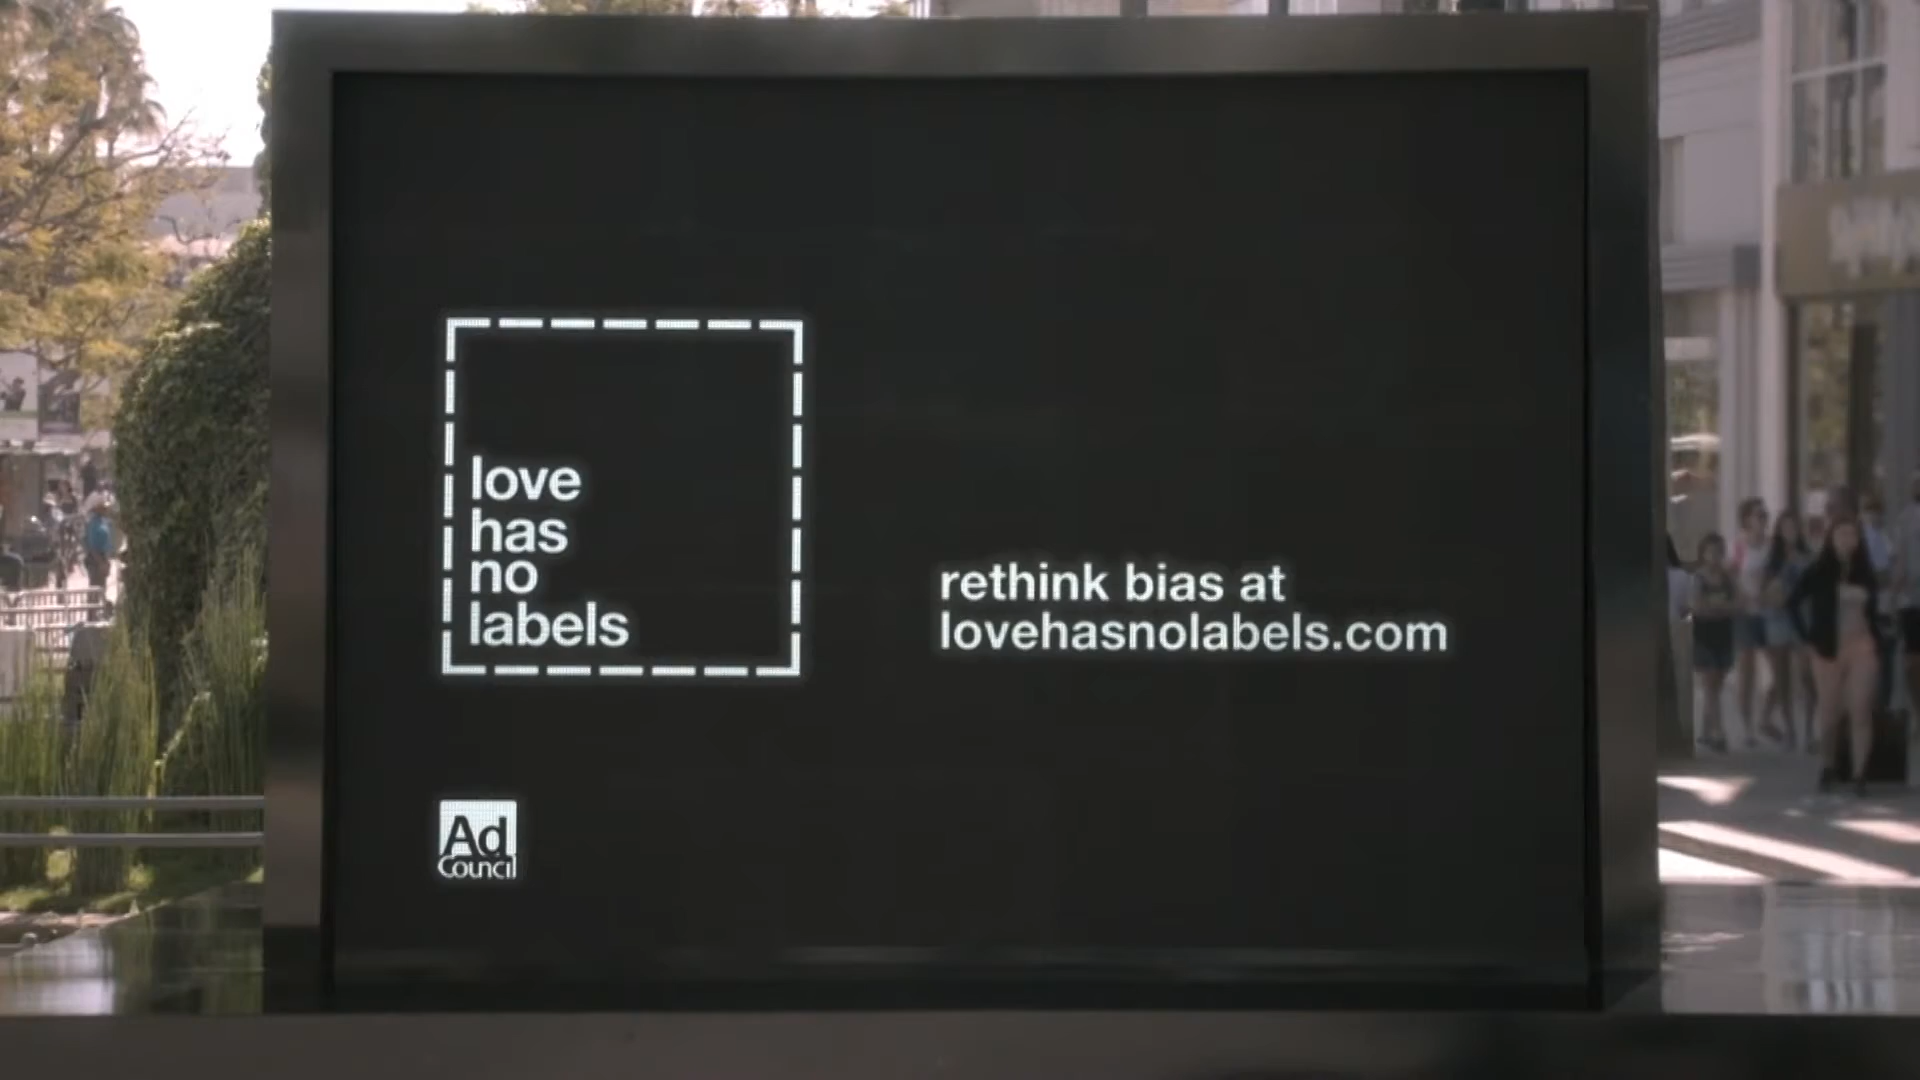 love
has
no
labels
rethink bias at
lovehasnolabels.com
Ad
Council